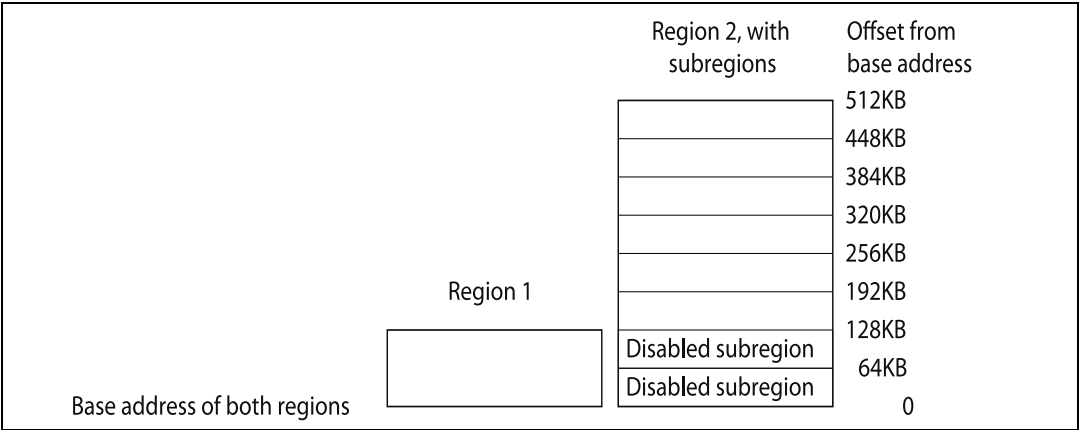 Region 2, with
subregions
Offset from
base address
512KB
448KB
384KB
320KB
256KB
Region 1
192KB
128KB
Disabled subregion
64KB
Disabled subregion
Base address of both regions
0